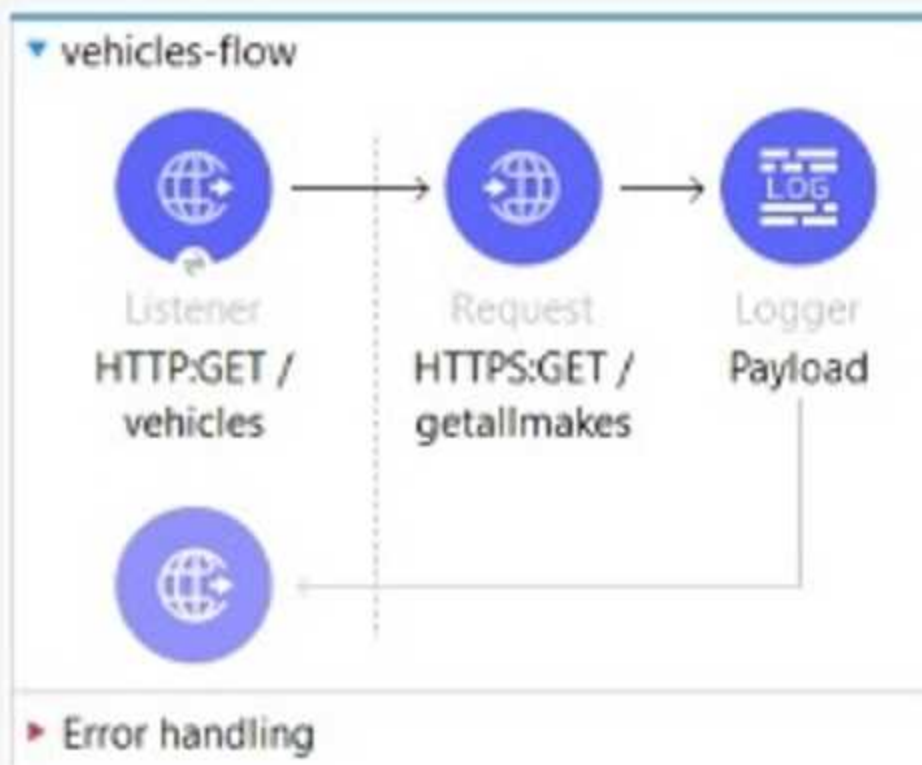 vehicles-flow
LOG
Listener
Request
Logger
HTTP:GET /
vehicles
HTTPS:GET /
getallmakes
Payload
Error handling